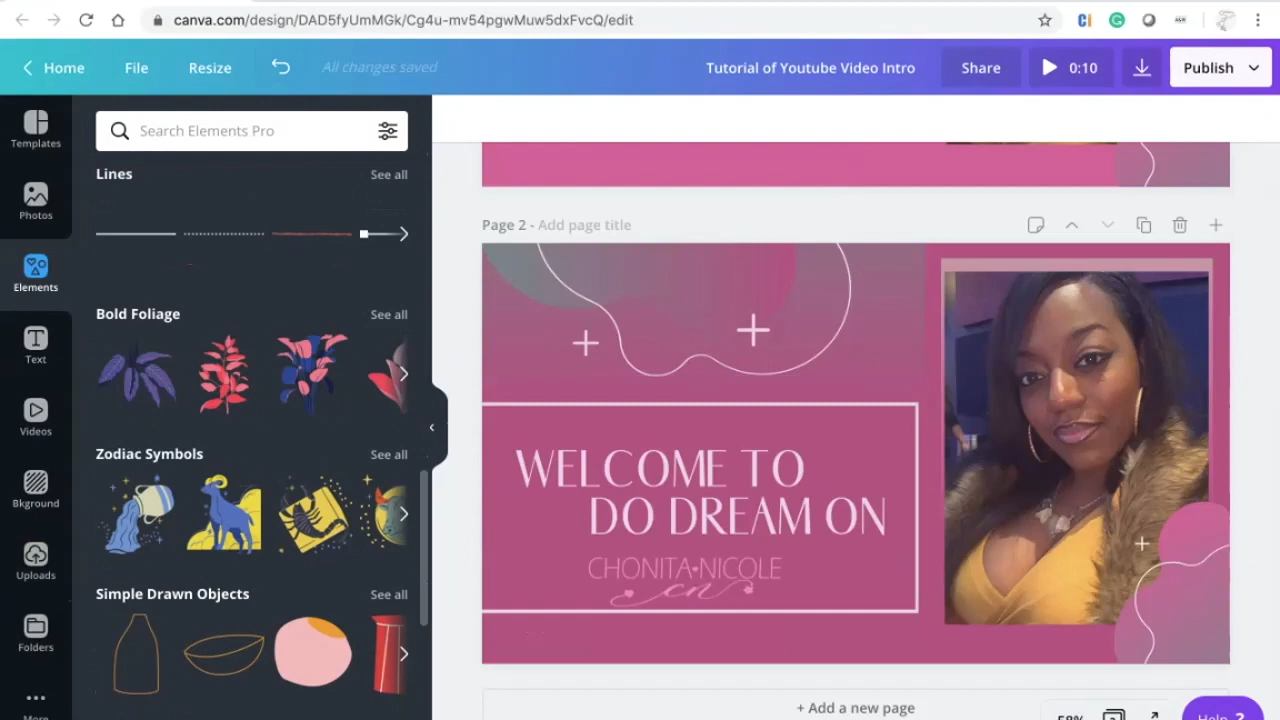 canva.com/design/DAD5fyUmMGk/Cg4u-mv54pgwMuw5dxFvcQ/edit
Home
File
Resize
All changes saved
Tutorial of Youtube Video Intro
Share
0:10
Publish
Templates
Photos
Elements
Text
Videos
Bkground
Uploads
Folders
More
Search Elements Pro
Lines
See all
Bold Foliage
See all
Zodiac Symbols
See all
Simple Drawn Objects
See all
Page 2 - Add page title
WELCOME TO
DO DREAM ON
CHONITA•NICOLE
cn
+ Add a new page
58%
Help ?